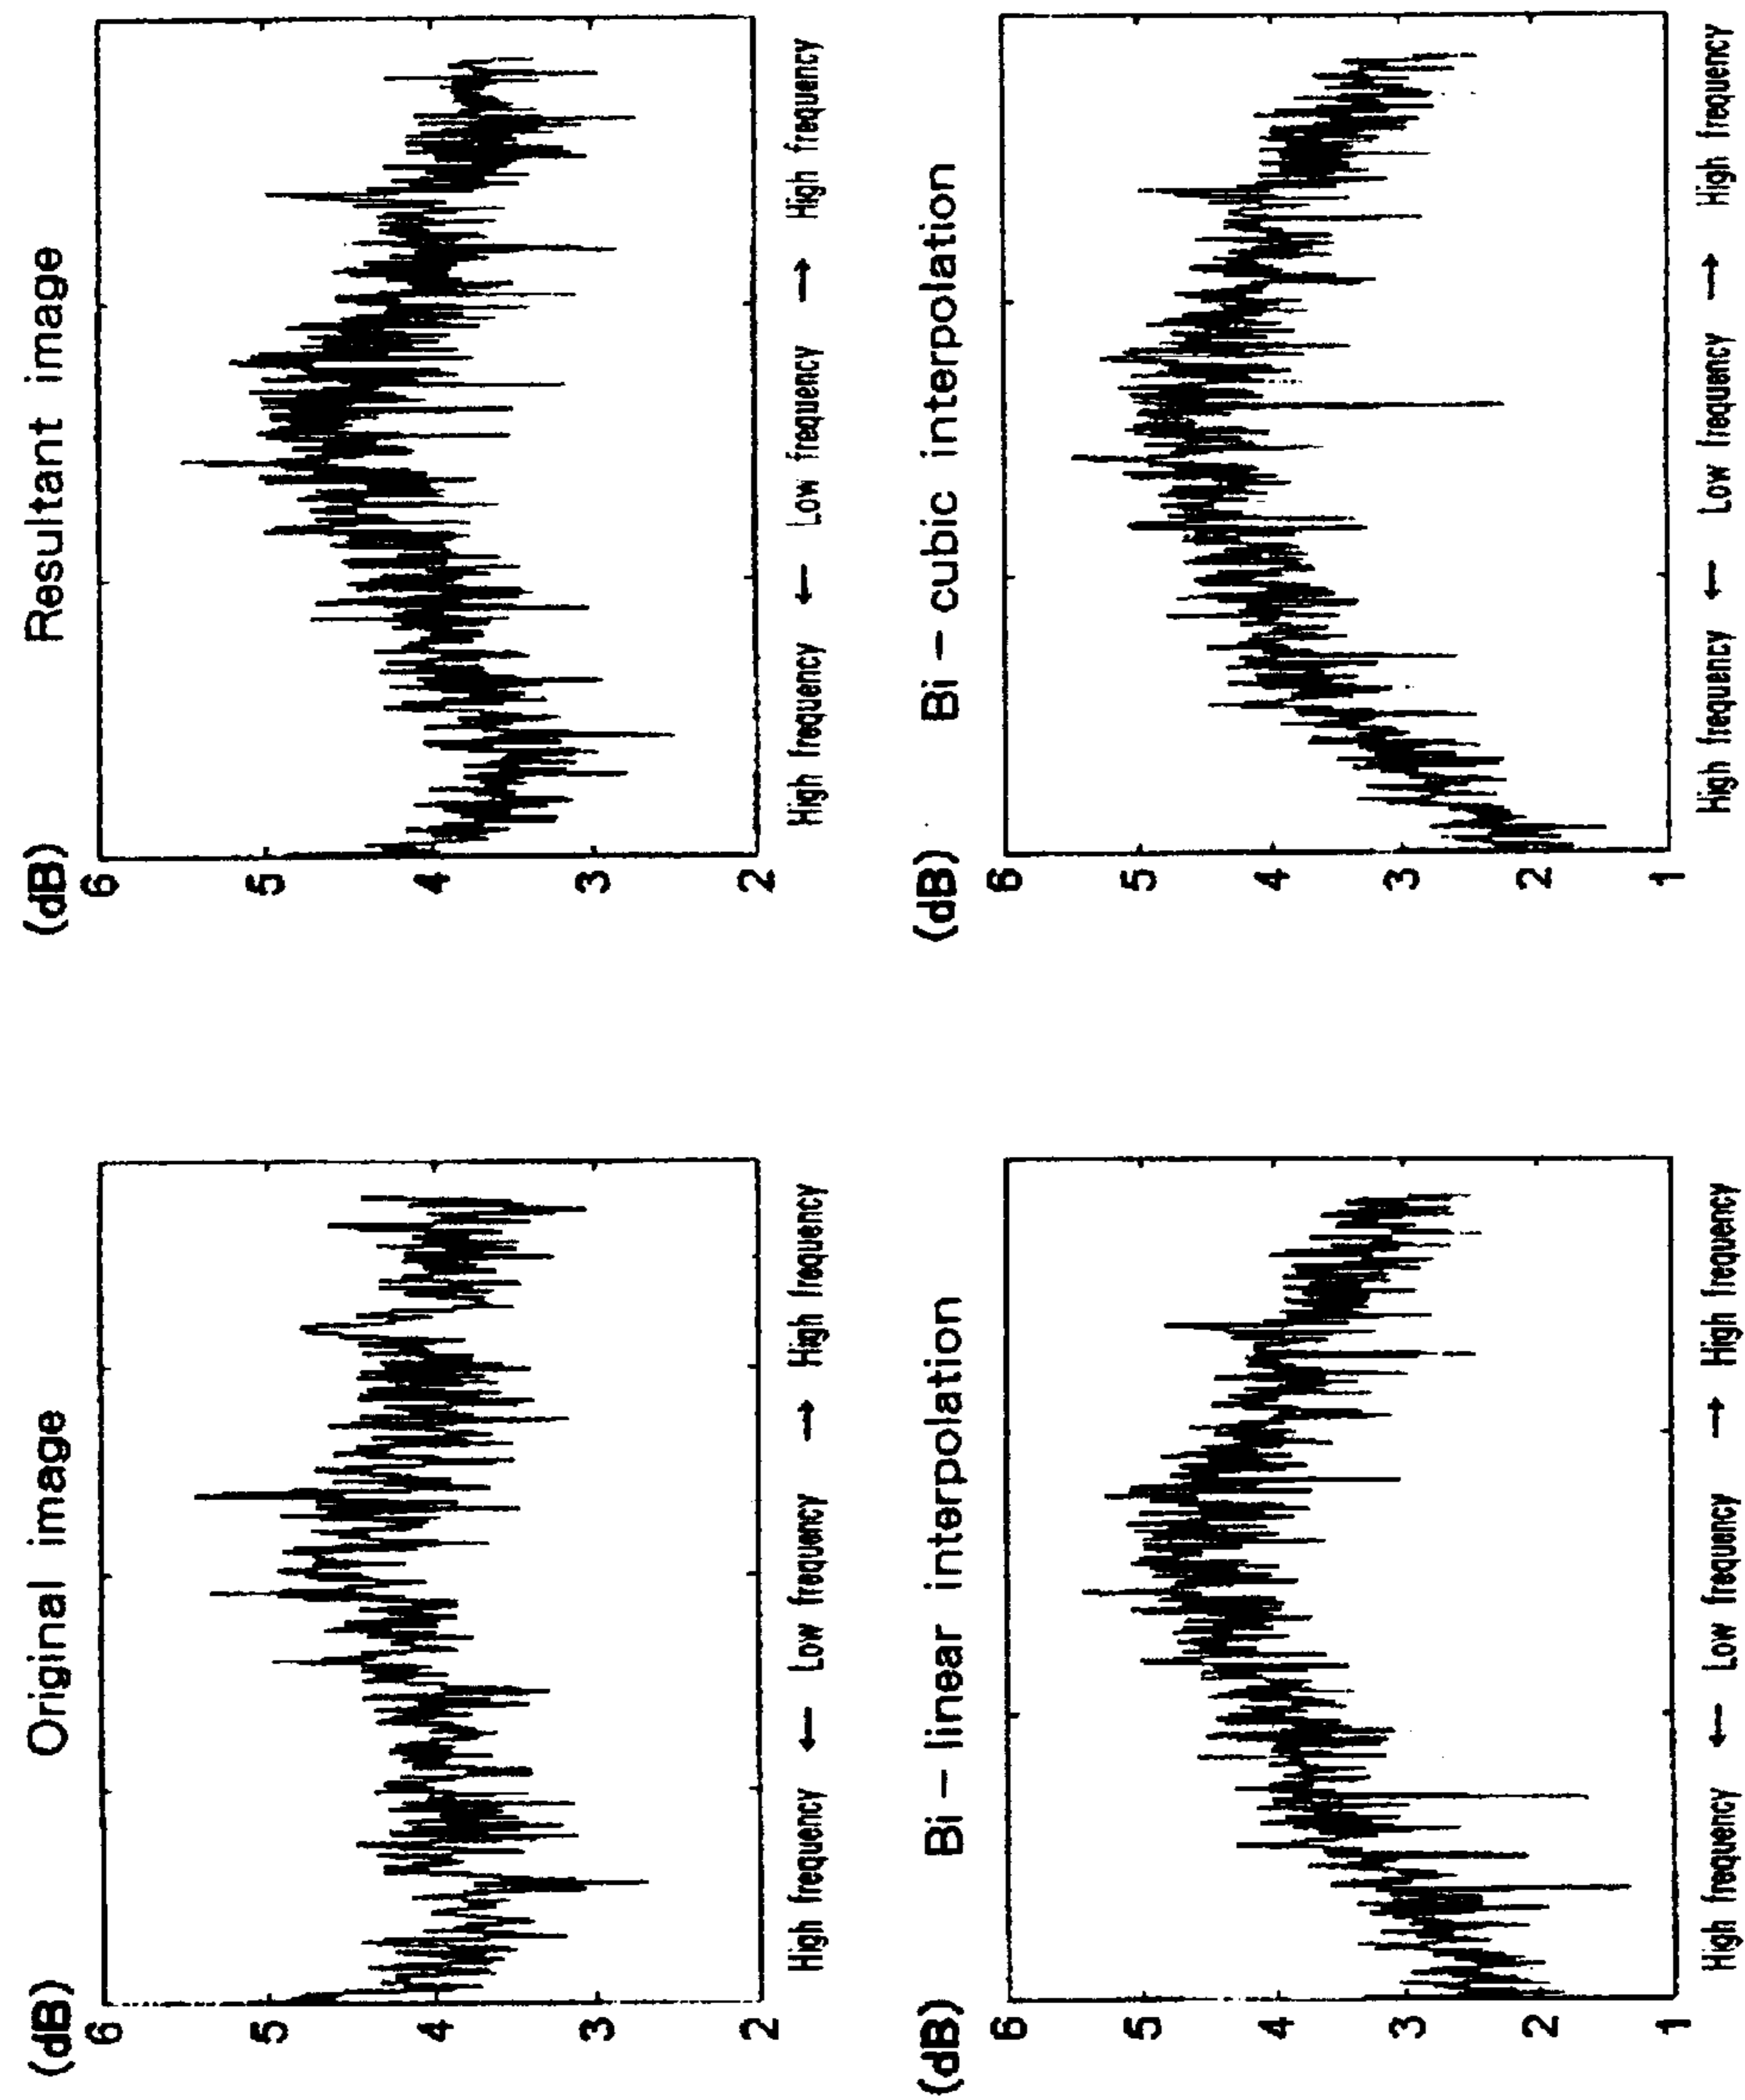 Original image
(dB)
6
5
4
3
2
High frequency ← Low frequency → High frequency
Resultant image
(dB)
6
5
4
3
2
High frequency ← Low frequency → High frequency
Bi-linear interpolation
(dB)
6
5
4
3
2
1
High frequency ← Low frequency → High frequency
Bi-cubic interpolation
(dB)
6
5
4
3
2
1
High frequency ← Low frequency → High frequency